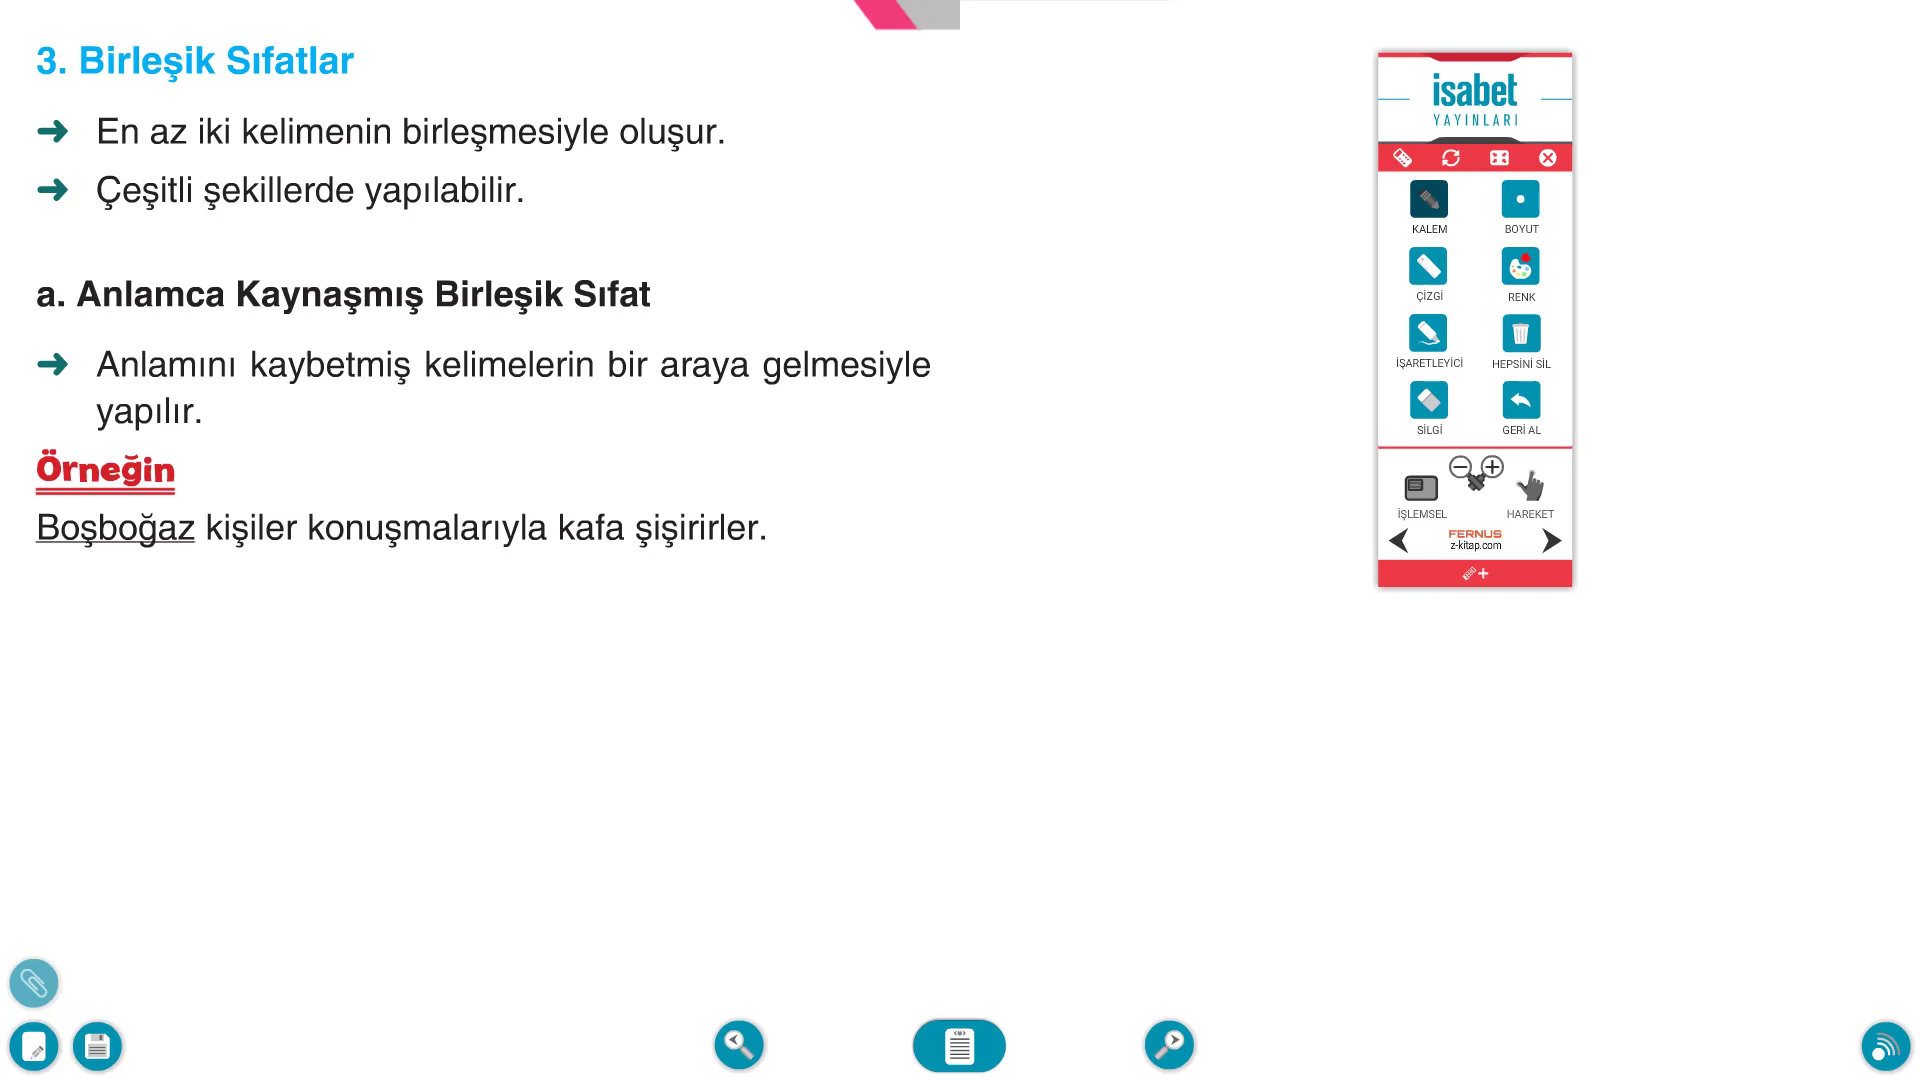 3. Birleşik Sıfatlar
➜ En az iki kelimenin birleşmesiyle oluşur.
➜ Çeşitli şekillerde yapılabilir.
a. Anlamca Kaynaşmış Birleşik Sıfat
➜ Anlamını kaybetmiş kelimelerin bir araya gelmesiyle
yapılır.
Örneğin
Boşboğaz kişiler konuşmalarıyla kafa şişirirler.
isabet
YAYINLARI
KALEM BOYUT
ÇİZGİ RENK
İŞARETLEYİCİ HEPSİNİ SİL
SİLGİ GERİ AL
İŞLEMSEL HAREKET
FERNUS
z-kitap.com